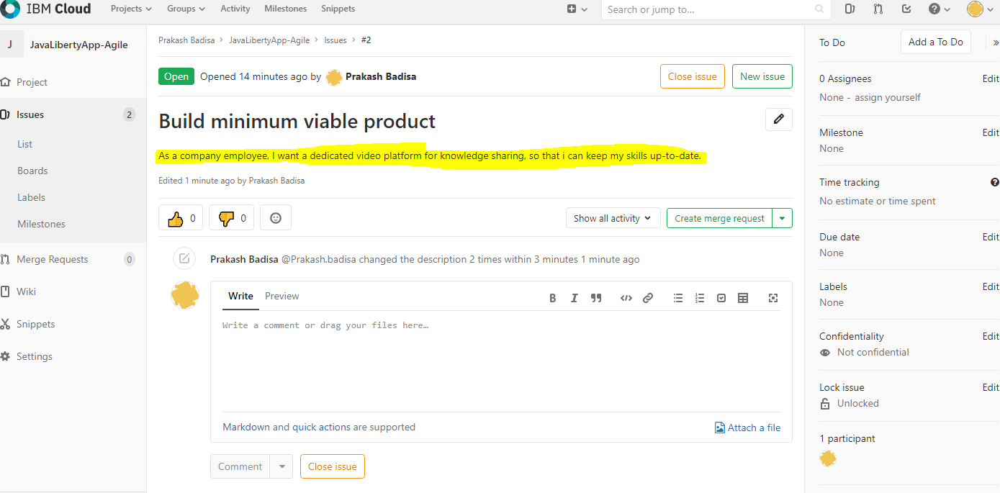 IBM Cloud
Projects Groups Activity Milestones Snippets
Search or jump to...
J JavaLibertyApp-Agile
Project
Issues 2
List
Boards
Labels
Milestones
Merge Requests 0
Wiki
Snippets
Settings
Prakash Badisa > JavaLibertyApp-Agile > Issues > #2
Open Opened 14 minutes ago by Prakash Badisa
Close issue New issue
Build minimum viable product
As a company employee, I want a dedicated video platform for knowledge sharing, so that i can keep my skills up-to-date.
Edited 1 minute ago by Prakash Badisa
0 0
Show all activity Create merge request
Prakash Badisa @Prakash.badisa changed the description 2 times within 3 minutes 1 minute ago
Write Preview
Write a comment or drag your files here…
Markdown and quick actions are supported
Attach a file
Comment Close issue
To Do Add a To Do »
0 Assignees Edit
None - assign yourself
Milestone Edit
None
Time tracking
No estimate or time spent
Due date Edit
None
Labels Edit
None
Confidentiality Edit
Not confidential
Lock issue Edit
Unlocked
1 participant